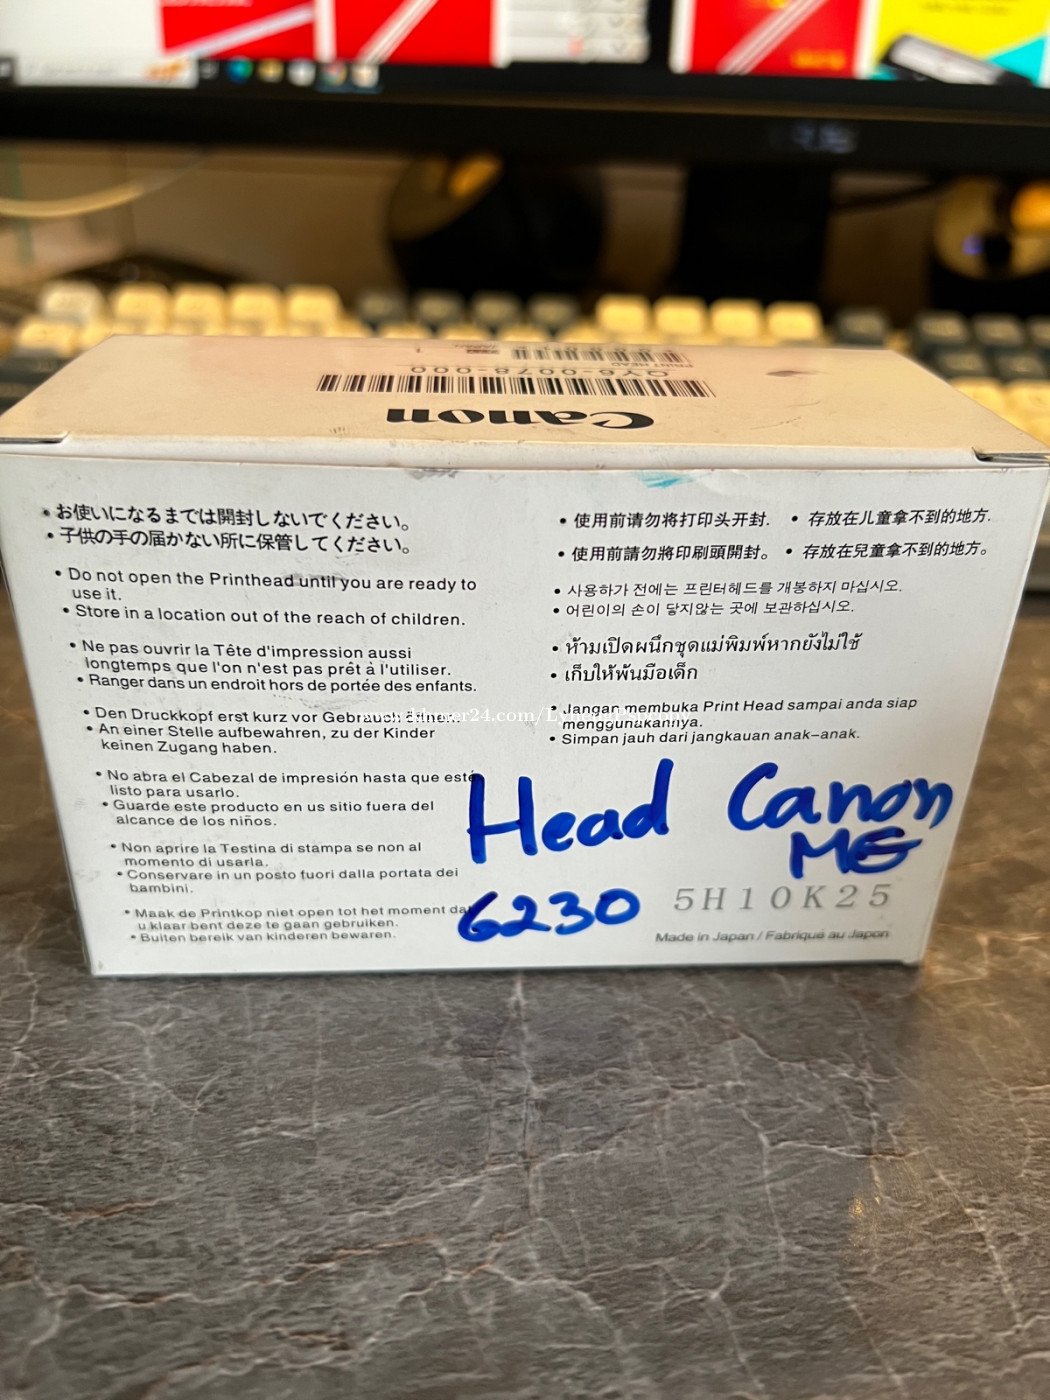 PRINT HEAD
QY6-0078-000
Canon
・お使いになるまでは開封しないでください。
・子供の手の届かない所に保管してください。
• Do not open the Printhead until you are ready to
use it.
• Store in a location out of the reach of children.
• Ne pas ouvrir la Tête d'impression aussi
longtemps que l'on n'est pas prêt à l'utiliser.
• Ranger dans un endroit hors de portée des enfants.
• Den Druckkopf erst kurz vor Gebrauch
• An einer Stelle aufbewahren, zu der Kinder
keinen Zugang haben.
• No abra el Cabezal de impresión hasta que esté
listo para usarlo.
• Guarde este producto en us sitio fuera del
alcance de los niños.
• Non aprire la Testina di stampa se non al
momento di usarla.
• Conservare in un posto fuori dalla portata dei
bambini.
• Maak de Printkop niet open tot het moment da
u klaar bent deze te gaan gebruiken.
• Buiten bereik van kinderen bewaren.
• 使用前请勿将打印头开封. • 存放在儿童拿不到的地方.
• 使用前請勿將印刷頭開封。 • 存放在兒童拿不到的地方。
• 사용하가 전에는 프린터헤드를 개봉하지 마십시오.
• 어린이의 손이 닿지않는 곳에 보관하십시오.
• ห้ามเปิดผนึกชุดแม่พิมพ์หากยังไม่ใช้
• เก็บให้พ้นมือเด็ก
• Jangan membuka Print Head sampai anda siap
menggunakannya.
• Simpan jauh dari jangkauan anak-anak.
Head Canon
MG
6230
5H10K25
Made in Japan / Fabriqué au Japon